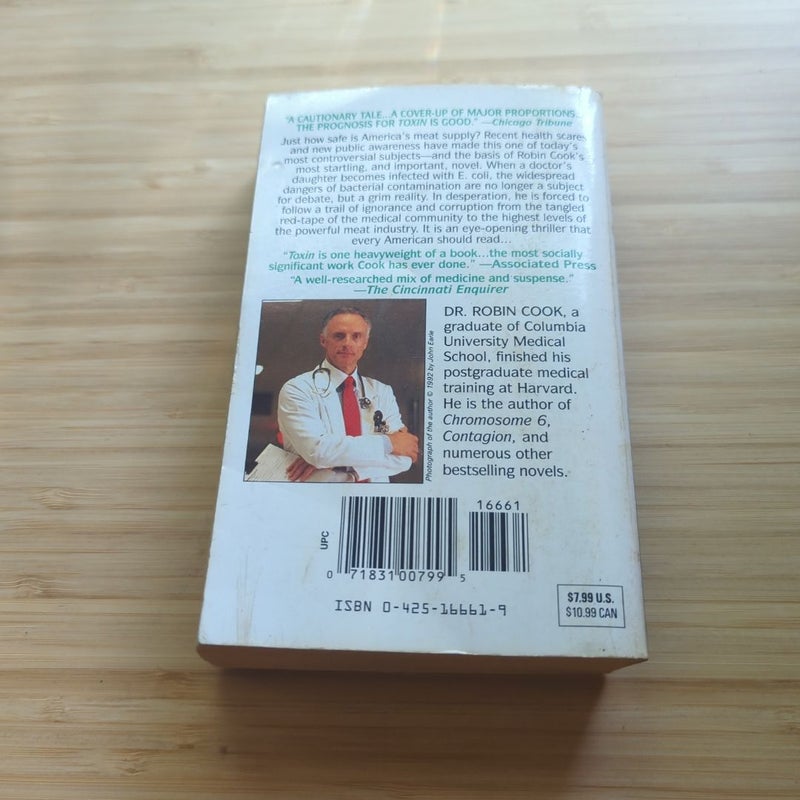 "A CAUTIONARY TALE...A COVER-UP OF MAJOR PROPORTIONS...
THE PROGNOSIS FOR TOXIN IS GOOD." —Chicago Tribune
Just how safe is America's meat supply? Recent health scares
and new public awareness have made this one of today's
most controversial subjects—and the basis of Robin Cook's
most startling, and important, novel. When a doctor's
daughter becomes infected with E. coli, the widespread
dangers of bacterial contamination are no longer a subject
for debate, but a grim reality. In desperation, he is forced to
follow a trail of ignorance and corruption from the tangled
red-tape of the medical community to the highest levels of
the powerful meat industry. It is an eye-opening thriller that
every American should read...
"Toxin is one heavyweight of a book...the most socially
significant work Cook has ever done." —Associated Press
"A well-researched mix of medicine and suspense."
—The Cincinnati Enquirer
Photograph of the author © 1992 by John Earle
DR. ROBIN COOK, a
graduate of Columbia
University Medical
School, finished his
postgraduate medical
training at Harvard.
He is the author of
Chromosome 6,
Contagion, and
numerous other
bestselling novels.
UPC
16661
0 71831 00799 5
ISBN 0-425-16661-9
$7.99 U.S.
$10.99 CAN